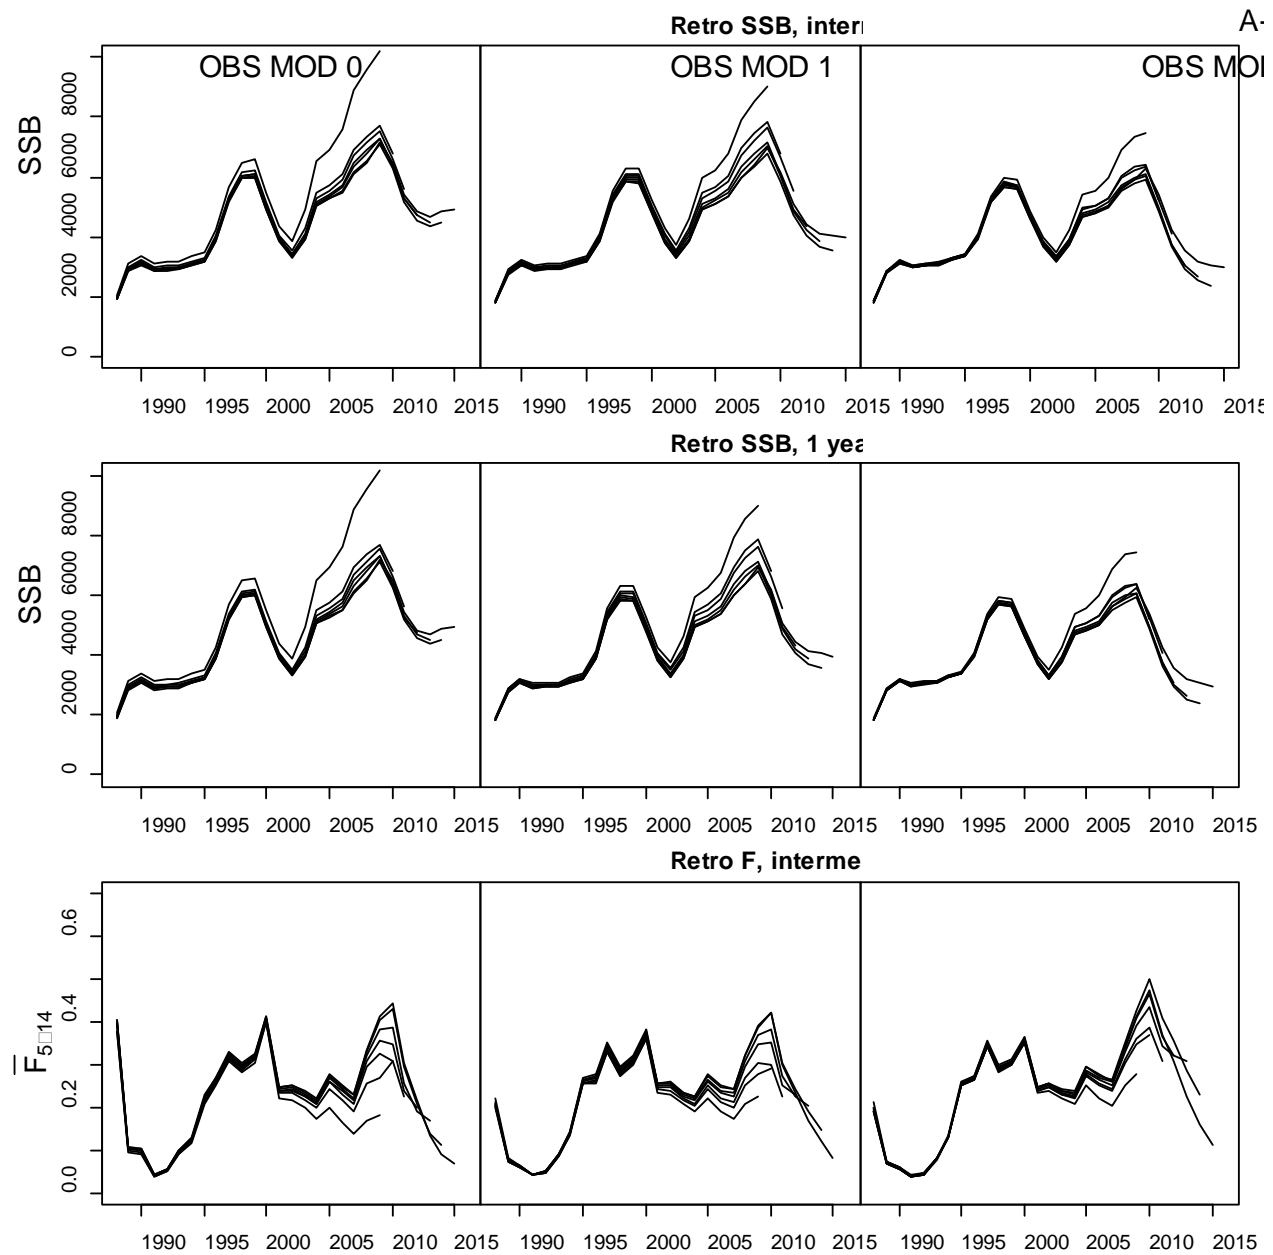 Retro SSB, inter
A-
OBS MOD 0 OBS MOD 1 OBS MO
SSB
0 2000 4000 6000 8000
1990 1995 2000 2005 2010 2015 1990 1995 2000 2005 2010 2015 1990 1995 2000 2005 2010 2015
Retro SSB, 1 yea
SSB
0 2000 4000 6000 8000
1990 1995 2000 2005 2010 2015 1990 1995 2000 2005 2010 2015 1990 1995 2000 2005 2010 2015
Retro F, interme
F̅5□14
0.0 0.2 0.4 0.6
1990 1995 2000 2005 2010 2015 1990 1995 2000 2005 2010 2015 1990 1995 2000 2005 2010 2015